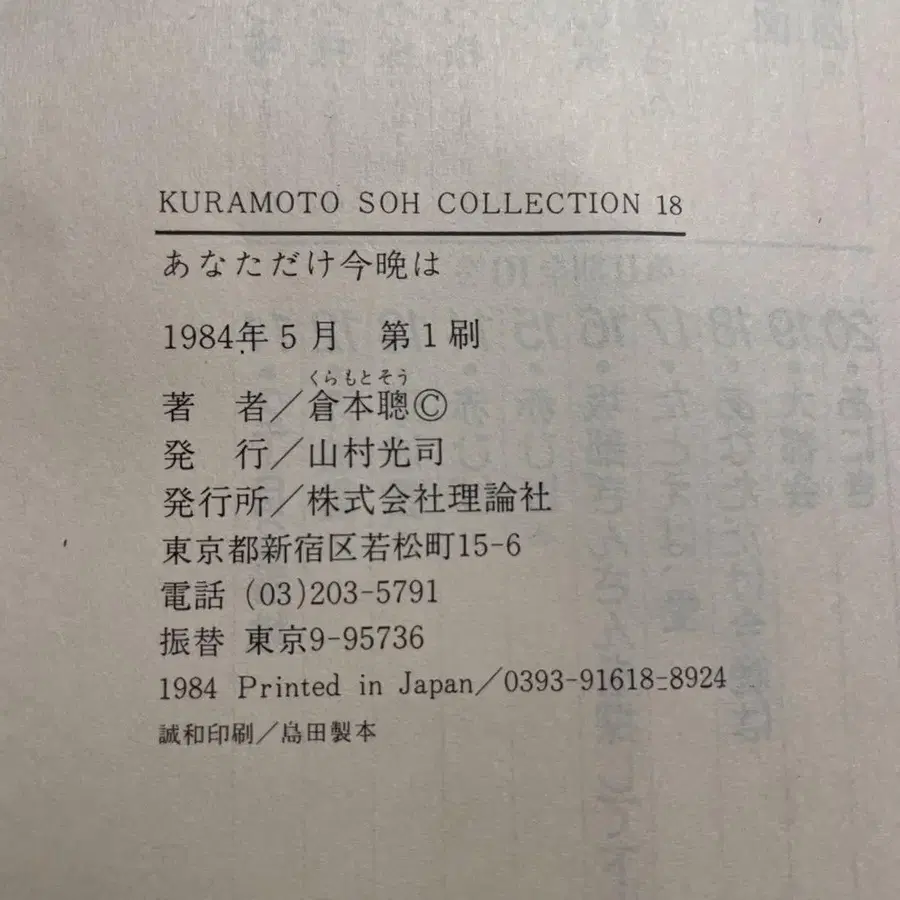 KURAMOTO SOH COLLECTION 18
あなただけ今晩は
1984年5月 第1刷
くらもとそう
著 者/倉本聰©
発 行/山村光司
発行所/株式会社理論社
東京都新宿区若松町15-6
電話 (03)203-5791
振替 東京9-95736
1984 Printed in Japan/0393-91618-8924
誠和印刷/島田製本